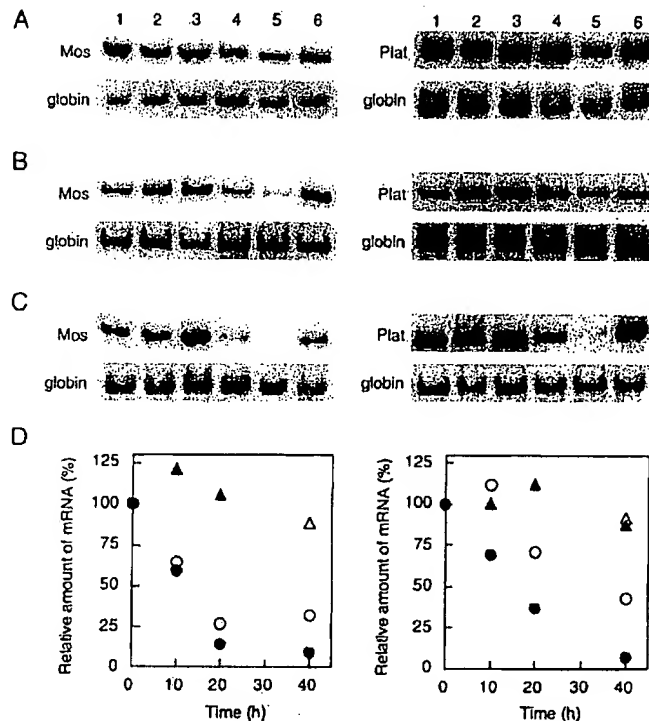 A
1 2 3 4 5 6
Mos
globin
1 2 3 4 5 6
Plat
globin
B
Mos
globin
Plat
globin
C
Mos
globin
Plat
globin
D
Relative amount of mRNA (%)
125
100
75
50
25
0
0 10 20 30 40
Time (h)
Relative amount of mRNA (%)
125
100
75
50
25
0
0 10 20 30 40
Time (h)